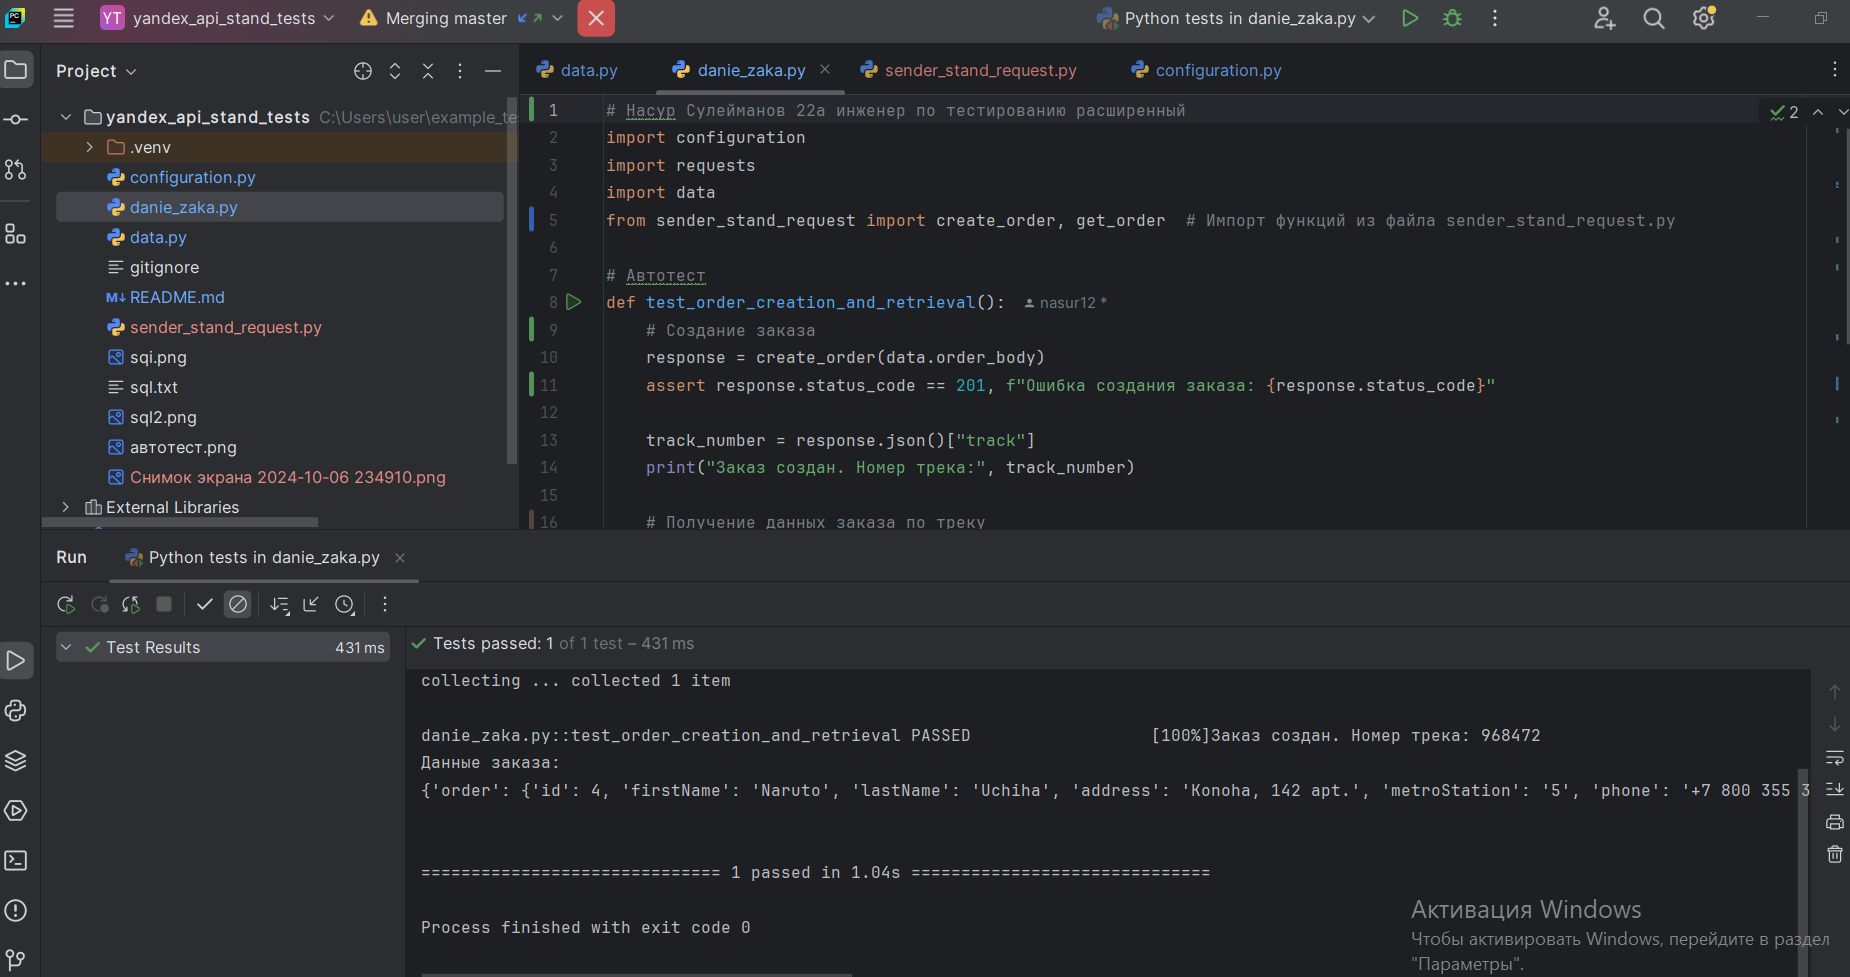 PC YT yandex_api_stand_tests Merging master Python tests in danie_zaka.py
Project
yandex_api_stand_tests C:\Users\user\example_te
.venv
configuration.py
danie_zaka.py
data.py
gitignore
README.md
sender_stand_request.py
sqi.png
sql.txt
sql2.png
автотест.png
Снимок экрана 2024-10-06 234910.png
External Libraries
data.py danie_zaka.py sender_stand_request.py configuration.py
1 # Насур Сулейманов 22а инженер по тестированию расширенный
2 import configuration
3 import requests
4 import data
5 from sender_stand_request import create_order, get_order # Импорт функций из файла sender_stand_request.py
6
7 # Автотест
8 def test_order_creation_and_retrieval(): nasur12 *
9 # Создание заказа
10 response = create_order(data.order_body)
11 assert response.status_code == 201, f"Ошибка создания заказа: {response.status_code}"
12
13 track_number = response.json()["track"]
14 print("Заказ создан. Номер трека:", track_number)
15
16 # Получение данных заказа по треку
2
Run Python tests in danie_zaka.py
Test Results 431 ms
Tests passed: 1 of 1 test – 431 ms
collecting ... collected 1 item
danie_zaka.py::test_order_creation_and_retrieval PASSED [100%]Заказ создан. Номер трека: 968472
Данные заказа:
{'order': {'id': 4, 'firstName': 'Naruto', 'lastName': 'Uchiha', 'address': 'Konoha, 142 apt.', 'metroStation': '5', 'phone': '+7 800 355 3
============================== 1 passed in 1.04s ==============================
Process finished with exit code 0
Активация Windows
Чтобы активировать Windows, перейдите в раздел
"Параметры".